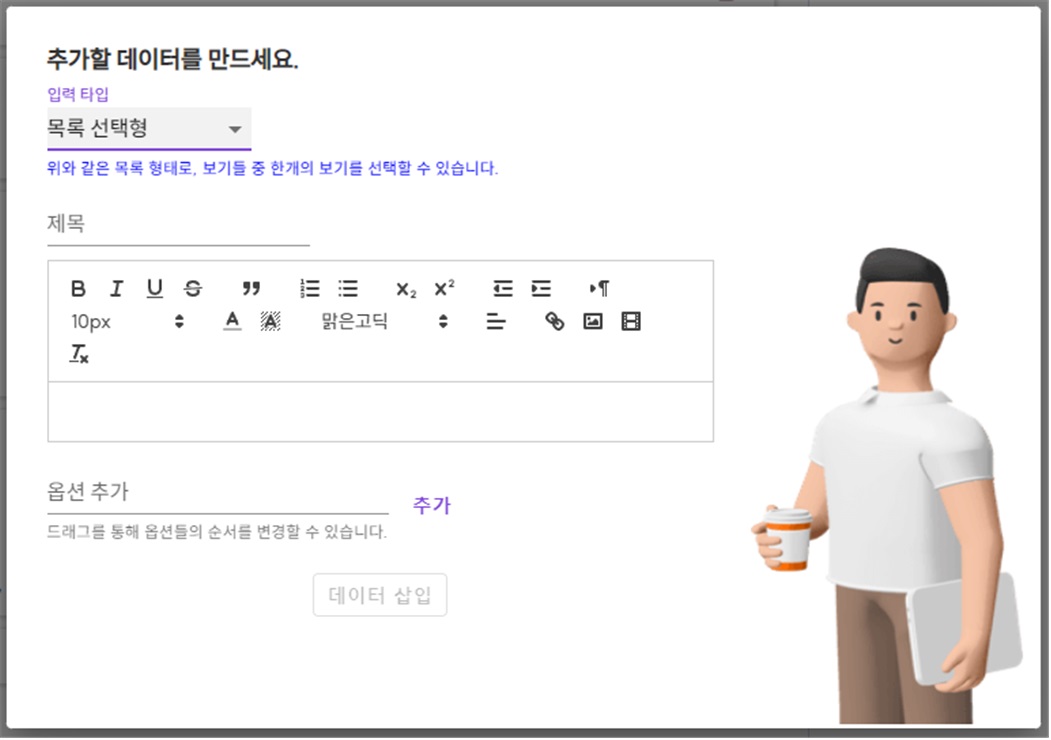 추가할 데이터를 만드세요.
입력 타입
목록 선택형
위와 같은 목록 형태로, 보기들 중 한개의 보기를 선택할 수 있습니다.
제목
10px
맑은고딕
옵션 추가
추가
드래그를 통해 옵션들의 순서를 변경할 수 있습니다.
데이터 삽입